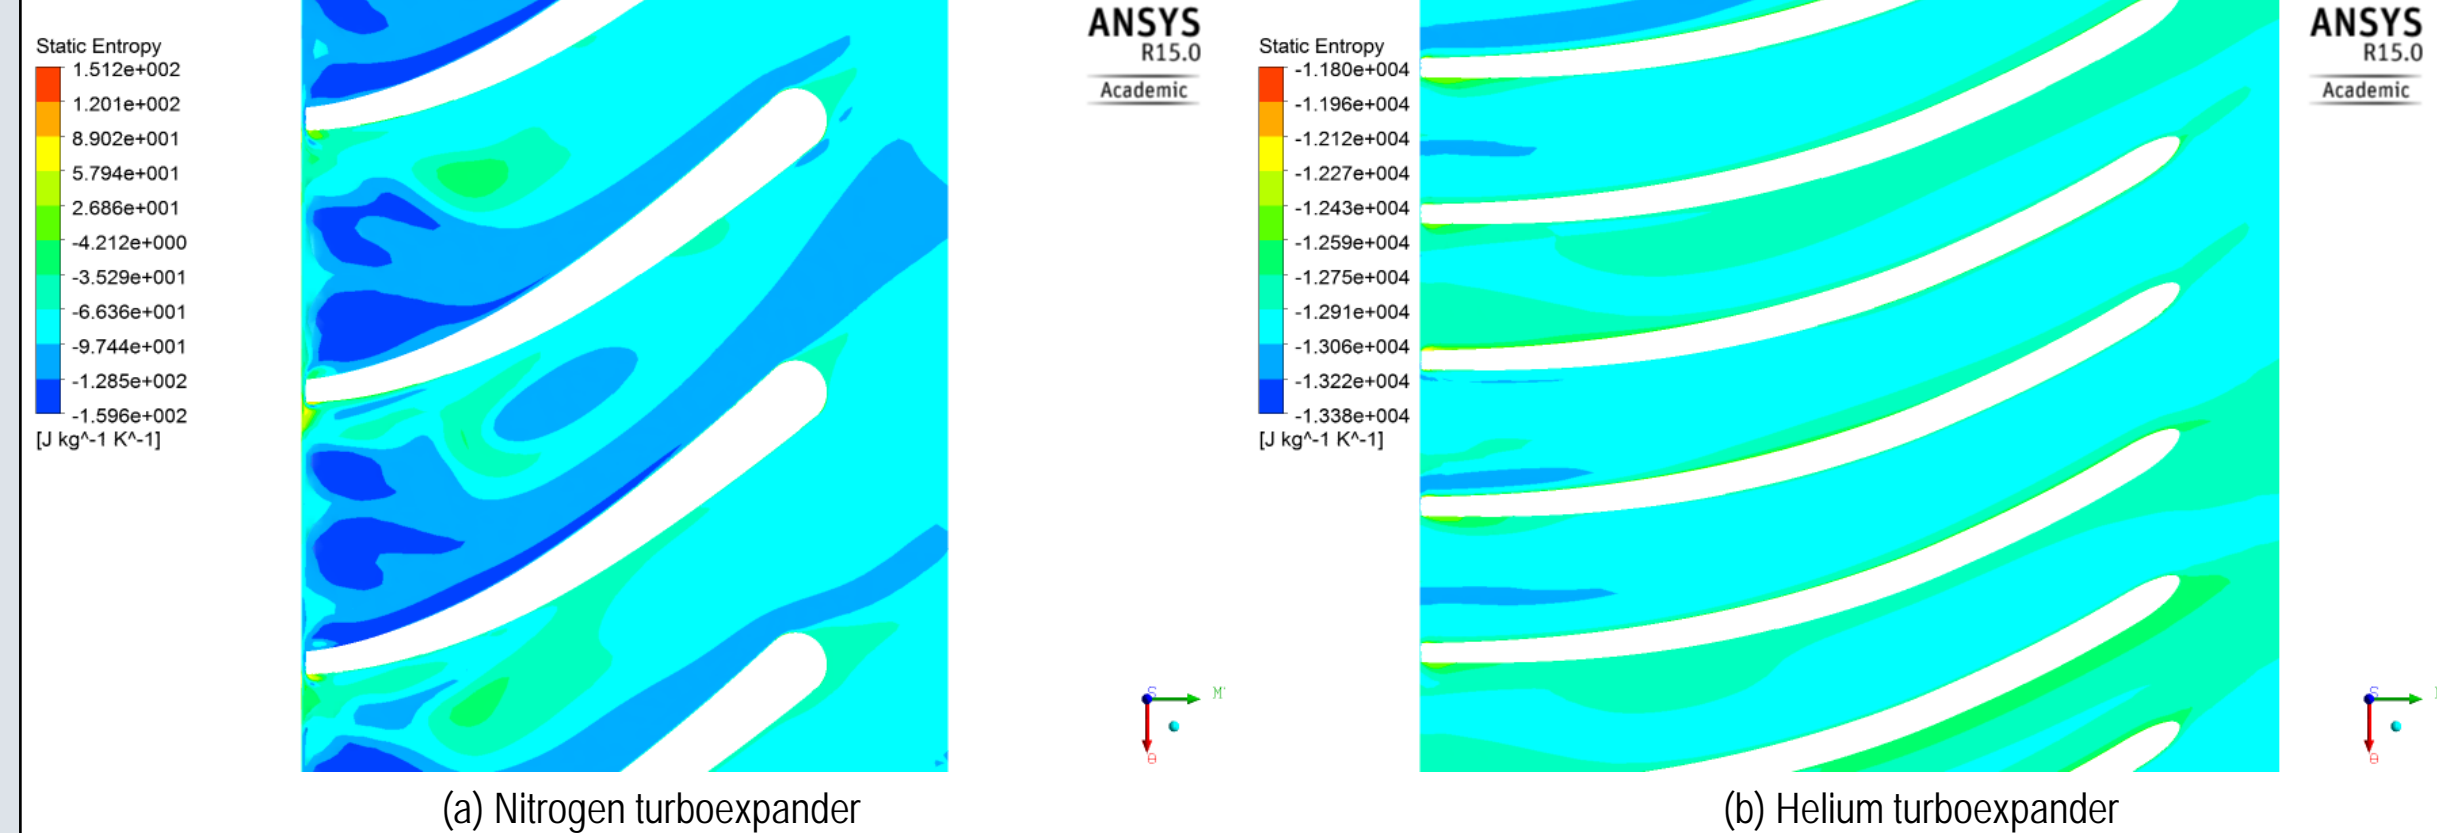 Static Entropy
1.512e+002
1.201e+002
8.902e+001
5.794e+001
2.686e+001
-4.212e+000
-3.529e+001
-6.636e+001
-9.744e+001
-1.285e+002
-1.596e+002
[J kg^-1 K^-1]
ANSYS
R15.0
Academic
S
M'
θ
(a) Nitrogen turboexpander
Static Entropy
-1.180e+004
-1.196e+004
-1.212e+004
-1.227e+004
-1.243e+004
-1.259e+004
-1.275e+004
-1.291e+004
-1.306e+004
-1.322e+004
-1.338e+004
[J kg^-1 K^-1]
ANSYS
R15.0
Academic
S
θ
(b) Helium turboexpander